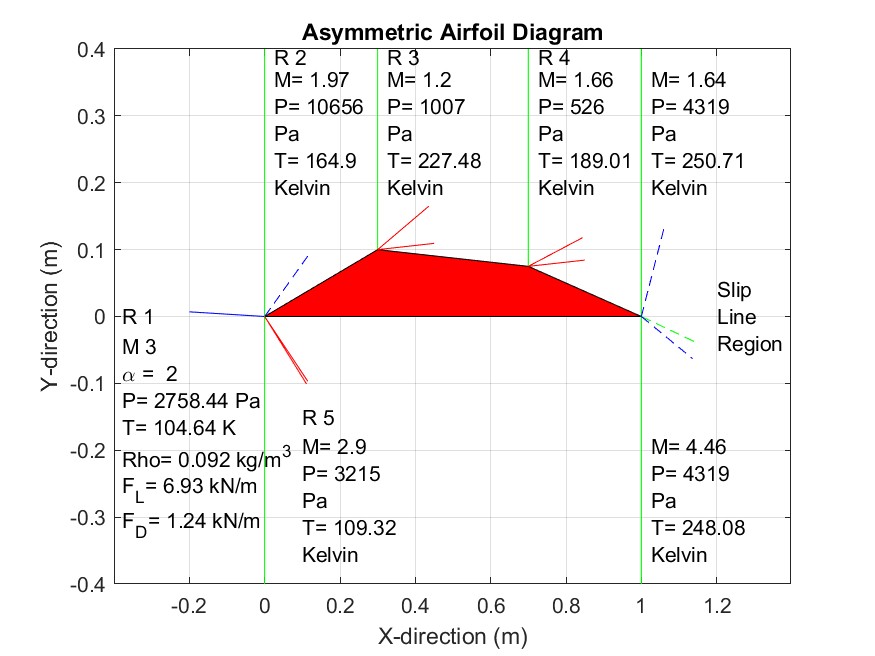 Asymmetric Airfoil Diagram
0.4
0.3
0.2
0.1
0
-0.1
-0.2
-0.3
-0.4
Y-direction (m)
R 2
M= 1.97
P= 10656
Pa
T= 164.9
Kelvin
R 3
M= 1.2
P= 1007
Pa
T= 227.48
Kelvin
R 4
M= 1.66
P= 526
Pa
T= 189.01
Kelvin
M= 1.64
P= 4319
Pa
T= 250.71
Kelvin
R 1
M 3
α = 2
P= 2758.44 Pa
T= 104.64 K
Rho= 0.092 kg/m³
F_L= 6.93 kN/m
F_D= 1.24 kN/m
R 5
M= 2.9
P= 3215
Pa
T= 109.32
Kelvin
Slip
Line
Region
M= 4.46
P= 4319
Pa
T= 248.08
Kelvin
-0.2 0 0.2 0.4 0.6 0.8 1 1.2
X-direction (m)